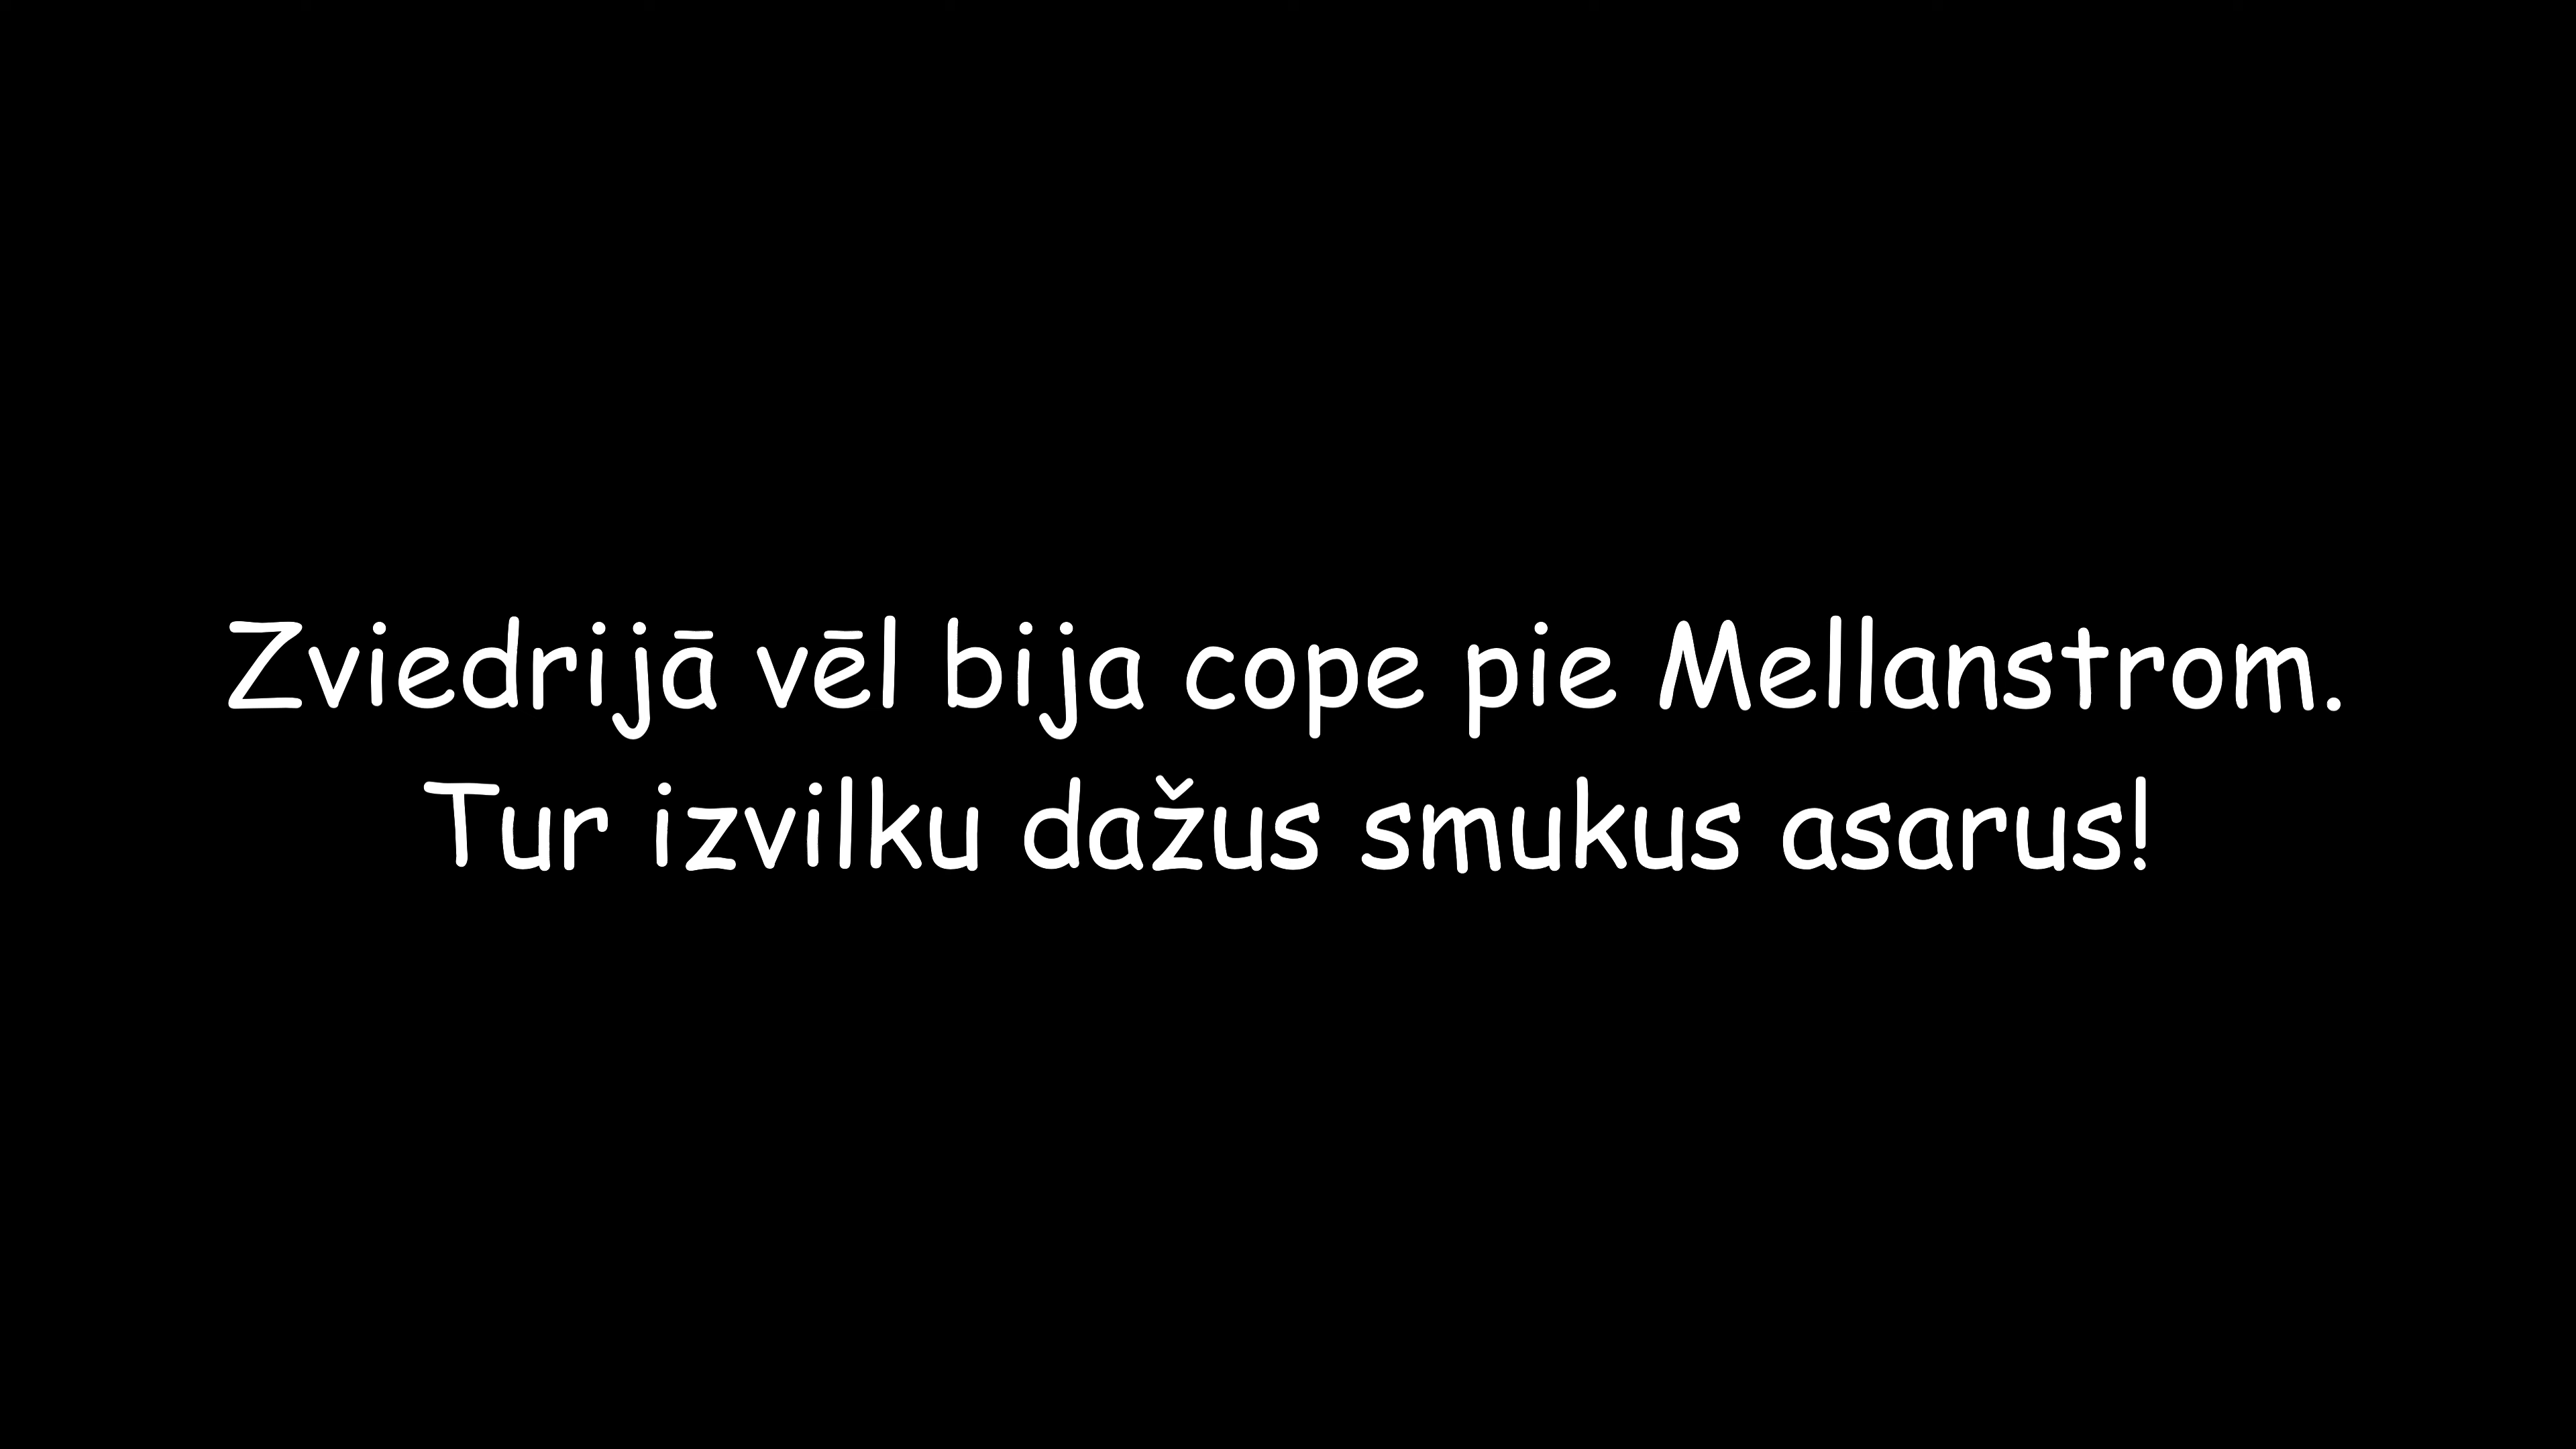 Zviedrijā vēl bija cope pie Mellanstrom.
Tur izvilku dažus smukus asarus!